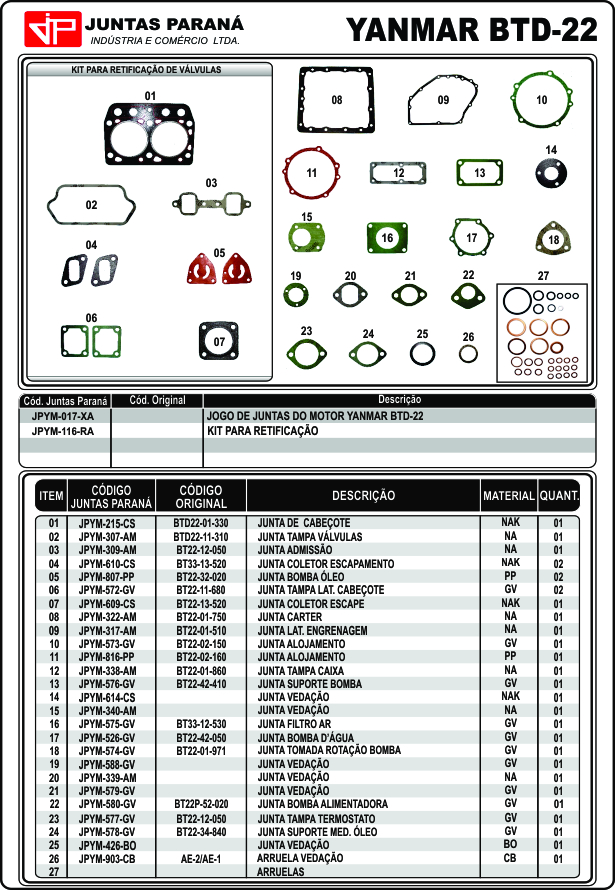 JP JUNTAS PARANÁ
INDÚSTRIA E COMÉRCIO LTDA.
YANMAR BTD-22
KIT PARA RETIFICAÇÃO DE VÁLVULAS
01
02
03
04
05
06
07
08
09
10
11
12
13
14
15
16
17
18
19
20
21
22
27
23
24
25
26
Cód. Juntas Paraná Cód. Original Descrição
JPYM-017-XA JOGO DE JUNTAS DO MOTOR YANMAR BTD-22
JPYM-116-RA KIT PARA RETIFICAÇÃO
ITEM CÓDIGO JUNTAS PARANÁ CÓDIGO ORIGINAL DESCRIÇÃO MATERIAL QUANT.
01 JPYM-215-CS BTD22-01-330 JUNTA DE CABEÇOTE NAK 01
02 JPYM-307-AM BTD22-11-310 JUNTA TAMPA VÁLVULAS NA 01
03 JPYM-309-AM BT22-12-050 JUNTA ADMISSÃO NA 01
04 JPYM-610-CS BT33-13-520 JUNTA COLETOR ESCAPAMENTO NAK 02
05 JPYM-807-PP BT22-32-020 JUNTA BOMBA ÓLEO PP 02
06 JPYM-572-GV BT22-11-680 JUNTA TAMPA LAT. CABEÇOTE GV 02
07 JPYM-609-CS BT22-13-520 JUNTA COLETOR ESCAPE NAK 01
08 JPYM-322-AM BT22-01-750 JUNTA CARTER NA 01
09 JPYM-317-AM BT22-01-510 JUNTA LAT. ENGRENAGEM NA 01
10 JPYM-573-GV BT22-02-150 JUNTA ALOJAMENTO GV 01
11 JPYM-816-PP BT22-02-160 JUNTA ALOJAMENTO PP 01
12 JPYM-338-AM BT22-01-860 JUNTA TAMPA CAIXA NA 01
13 JPYM-576-GV BT22-42-410 JUNTA SUPORTE BOMBA GV 01
14 JPYM-614-CS JUNTA VEDAÇÃO NAK 01
15 JPYM-340-AM JUNTA VEDAÇÃO NA 01
16 JPYM-575-GV BT33-12-530 JUNTA FILTRO AR GV 01
17 JPYM-526-GV BT22-42-050 JUNTA BOMBA D'ÁGUA GV 01
18 JPYM-574-GV BT22-01-971 JUNTA TOMADA ROTAÇÃO BOMBA GV 01
19 JPYM-588-GV JUNTA VEDAÇÃO GV 01
20 JPYM-339-AM JUNTA VEDAÇÃO NA 01
21 JPYM-579-GV JUNTA VEDAÇÃO GV 01
22 JPYM-580-GV BT22P-52-020 JUNTA BOMBA ALIMENTADORA GV 01
23 JPYM-577-GV BT22-12-050 JUNTA TAMPA TERMOSTATO GV 01
24 JPYM-578-GV BT22-34-840 JUNTA SUPORTE MED. ÓLEO GV 01
25 JPYM-426-BO JUNTA VEDAÇÃO BO 01
26 JPYM-903-CB AE-2/AE-1 ARRUELA VEDAÇÃO CB 01
27 ARRUELAS